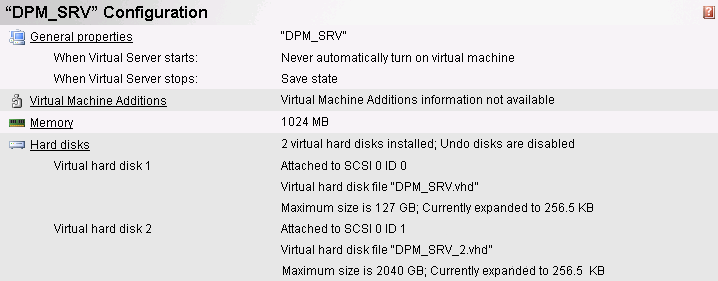 "DPM_SRV" Configuration
General properties "DPM_SRV"
When Virtual Server starts: Never automatically turn on virtual machine
When Virtual Server stops: Save state
Virtual Machine Additions Virtual Machine Additions information not available
Memory 1024 MB
Hard disks 2 virtual hard disks installed; Undo disks are disabled
Virtual hard disk 1 Attached to SCSI 0 ID 0
Virtual hard disk file "DPM_SRV.vhd"
Maximum size is 127 GB; Currently expanded to 256.5 KB
Virtual hard disk 2 Attached to SCSI 0 ID 1
Virtual hard disk file "DPM_SRV_2.vhd"
Maximum size is 2040 GB; Currently expanded to 256.5 KB